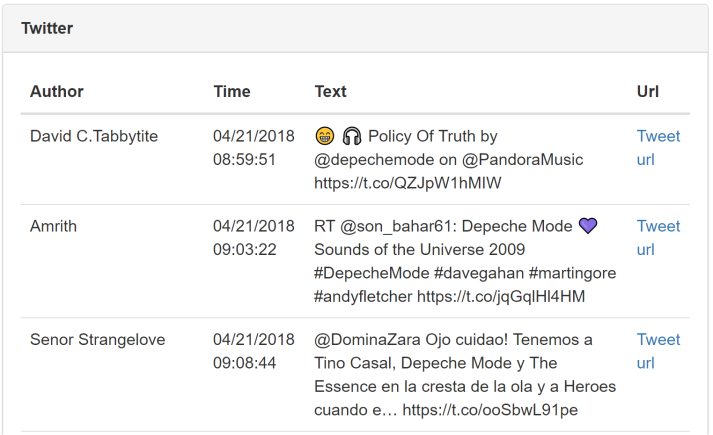 Twitter
Author Time Text Url
David C.Tabbytite 04/21/2018 😁 🎧 Policy Of Truth by Tweet
08:59:51 @depechemode on @PandoraMusic url
https://t.co/QZJpW1hMIW
Amrith 04/21/2018 RT @son_bahar61: Depeche Mode 💜 Tweet
09:03:22 Sounds of the Universe 2009 url
#DepecheMode #davegahan #martingore
#andyfletcher https://t.co/jqGqIHl4HM
Senor Strangelove 04/21/2018 @DominaZara Ojo cuidao! Tenemos a Tweet
09:08:44 Tino Casal, Depeche Mode y The url
Essence en la cresta de la ola y a Heroes
cuando e… https://t.co/ooSbwL91pe